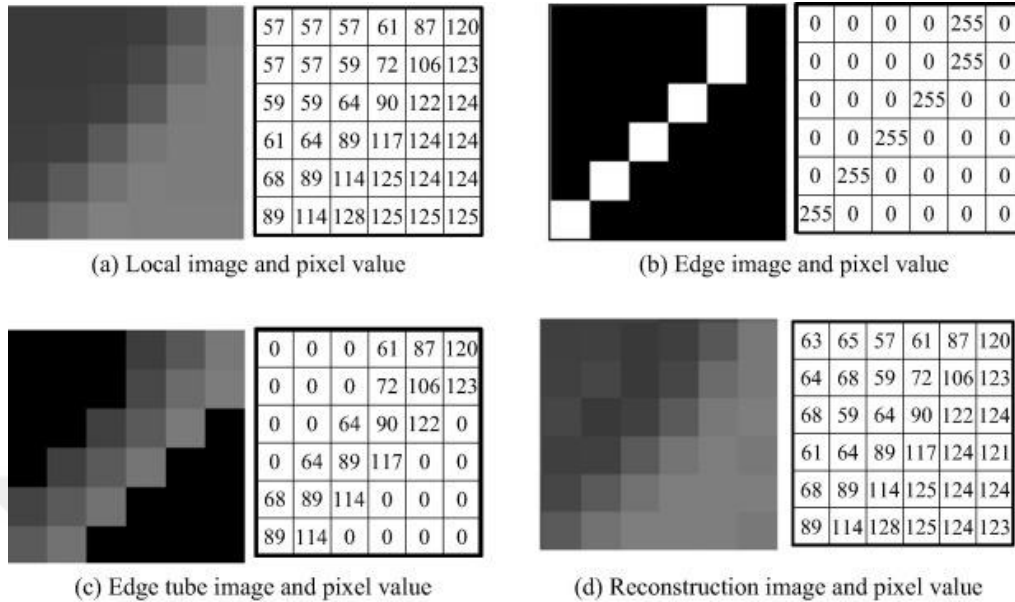 57 57 57 61 87 120
57 57 59 72 106 123
59 59 64 90 122 124
61 64 89 117 124 124
68 89 114 125 124 124
89 114 128 125 125 125
(a) Local image and pixel value
0 0 0 0 255 0
0 0 0 0 255 0
0 0 0 255 0 0
0 0 255 0 0 0
0 255 0 0 0 0
255 0 0 0 0 0
(b) Edge image and pixel value
0 0 0 61 87 120
0 0 0 72 106 123
0 0 64 90 122 0
0 64 89 117 0 0
68 89 114 0 0 0
89 114 0 0 0 0
(c) Edge tube image and pixel value
63 65 57 61 87 120
64 68 59 72 106 123
68 59 64 90 122 124
61 64 89 117 124 121
68 89 114 125 124 124
89 114 128 125 124 123
(d) Reconstruction image and pixel value